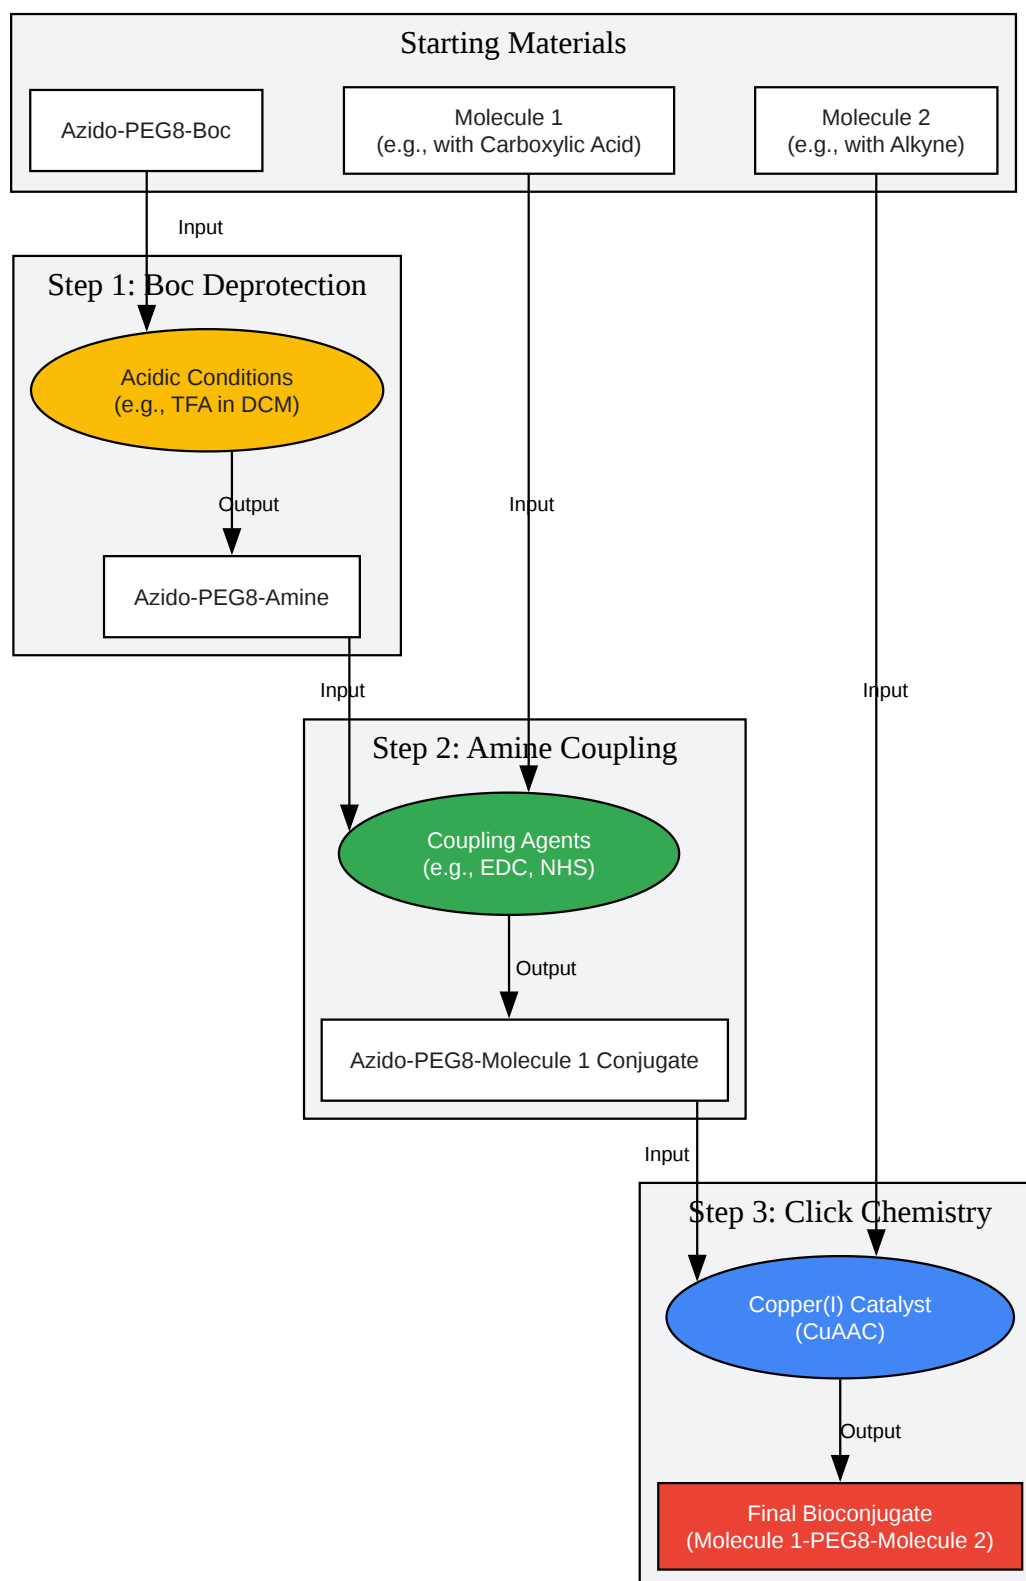 Starting Materials
Azido-PEG8-Boc
Molecule 1
(e.g., with Carboxylic Acid)
Molecule 2
(e.g., with Alkyne)
Input
Step 1: Boc Deprotection
Acidic Conditions
(e.g., TFA in DCM)
Output
Input
Azido-PEG8-Amine
Input
Input
Step 2: Amine Coupling
Coupling Agents
(e.g., EDC, NHS)
Output
Azido-PEG8-Molecule 1 Conjugate
Input
Step 3: Click Chemistry
Copper(I) Catalyst
(CuAAC)
Output
Final Bioconjugate
(Molecule 1-PEG8-Molecule 2)